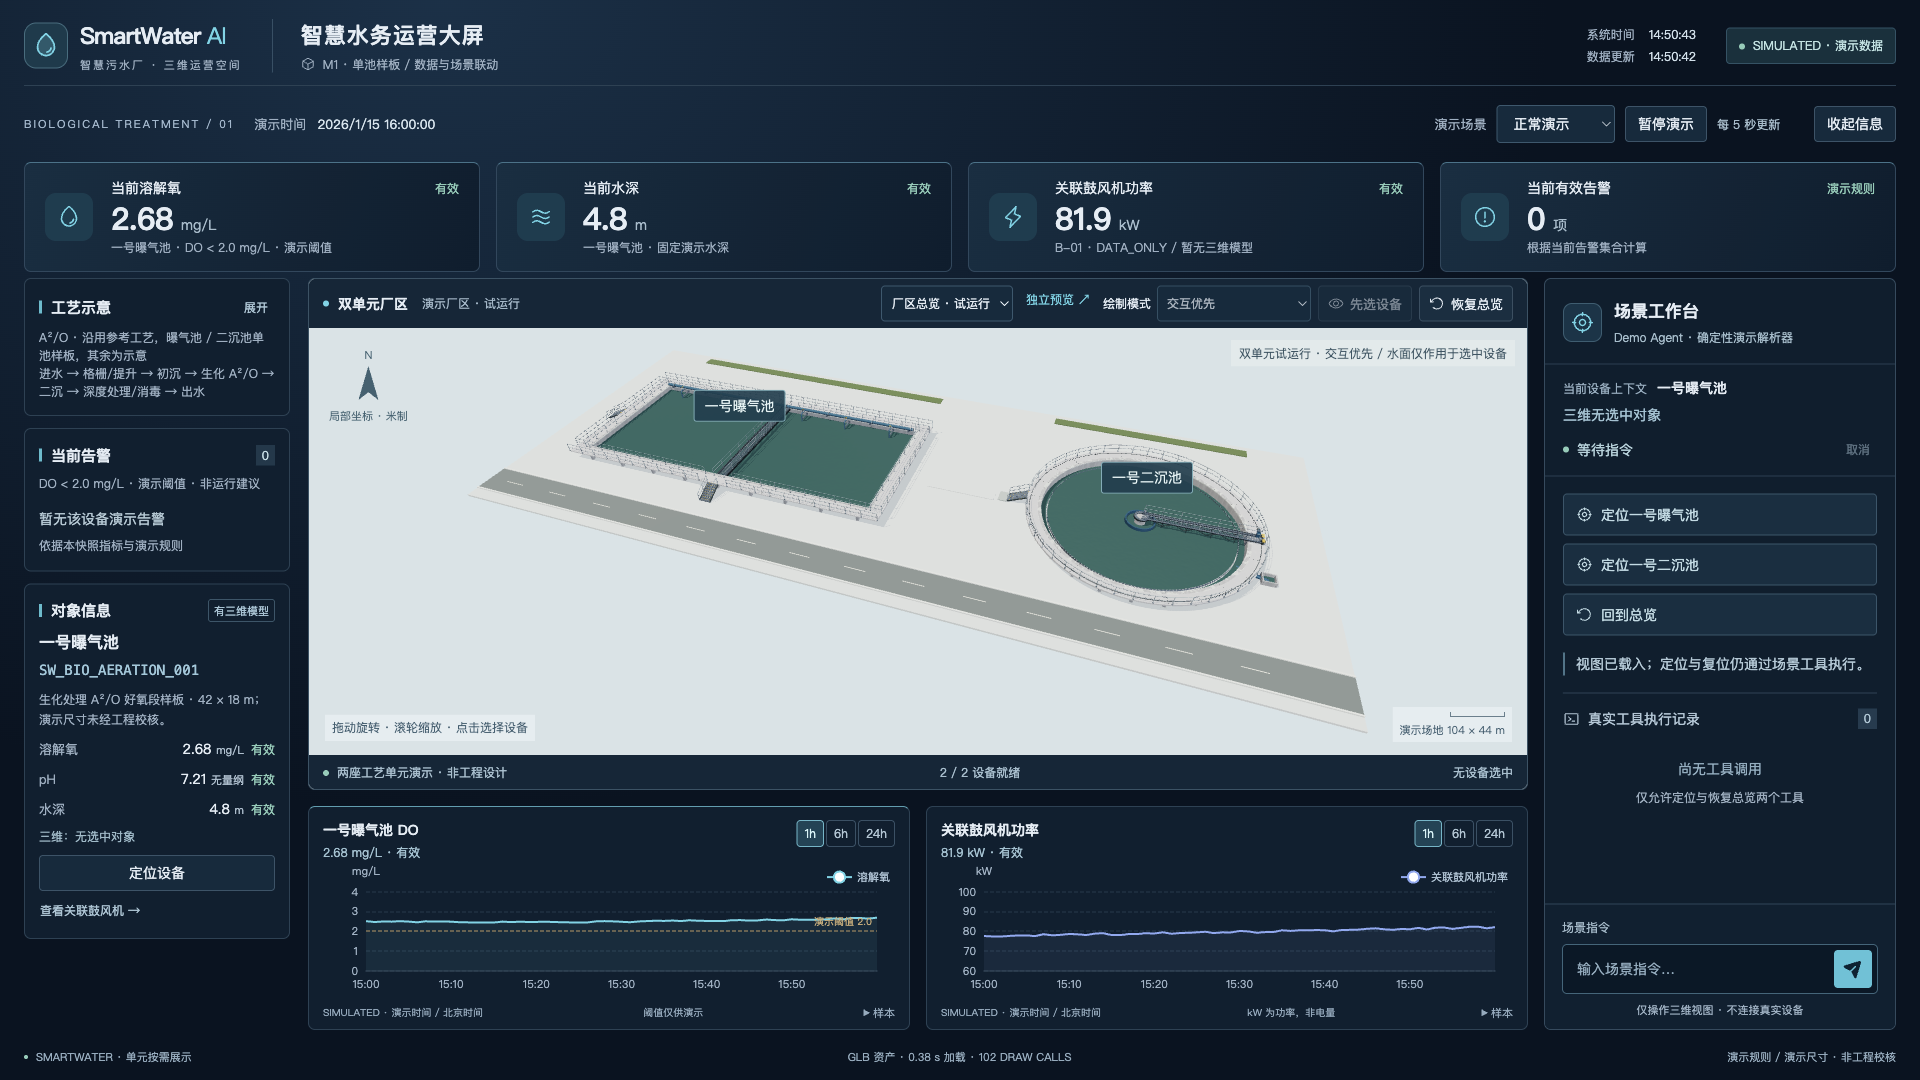 SmartWater AI
智慧污水厂 · 三维运营空间
智慧水务运营大屏
M1 · 单池样板 / 数据与场景联动
系统时间 14:50:43
数据更新 14:50:42
SIMULATED · 演示数据
BIOLOGICAL TREATMENT / 01
演示时间 2026/1/15 16:00:00
演示场景
正常演示
暂停演示
每 5 秒更新
收起信息
当前溶解氧
有效
2.68 mg/L
一号曝气池 · DO < 2.0 mg/L · 演示阈值
当前水深
有效
4.8 m
一号曝气池 · 固定演示水深
关联鼓风机功率
有效
81.9 kW
B-01 · DATA_ONLY / 暂无三维模型
当前有效告警
演示规则
0 项
根据当前告警集合计算
工艺示意
展开
A²/O · 沿用参考工艺，曝气池 / 二沉池单
池样板，其余为示意
进水 → 格栅/提升 → 初沉 → 生化 A²/O →
二沉 → 深度处理/消毒 → 出水
当前告警
0
DO < 2.0 mg/L · 演示阈值 · 非运行建议
暂无该设备演示告警
依据本快照指标与演示规则
对象信息
有三维模型
一号曝气池
SW_BIO_AERATION_001
生化处理 A²/O 好氧段样板 · 42 × 18 m；
演示尺寸未经工程校核。
溶解氧 2.68 mg/L 有效
pH 7.21 无量纲 有效
水深 4.8 m 有效
三维：无选中对象
定位设备
查看关联鼓风机 →
双单元厂区
演示厂区 · 试运行
厂区总览 · 试运行
独立预览 ↗
绘制模式
交互优先
先选设备
恢复总览
N
局部坐标 · 米制
双单元试运行 · 交互优先 / 水面仅作用于选中设备
一号曝气池
一号二沉池
拖动旋转 · 滚轮缩放 · 点击选择设备
演示场地 104 × 44 m
两座工艺单元演示 · 非工程设计
2 / 2 设备就绪
无设备选中
一号曝气池 DO
1h 6h 24h
2.68 mg/L · 有效
mg/L
溶解氧
4
3
2
1
0
演示阈值 2.0
15:00 15:10 15:20 15:30 15:40 15:50
SIMULATED · 演示时间 / 北京时间
阈值仅供演示
▶ 样本
关联鼓风机功率
1h 6h 24h
81.9 kW · 有效
kW
关联鼓风机功率
100
90
80
70
60
15:00 15:10 15:20 15:30 15:40 15:50
SIMULATED · 演示时间 / 北京时间
kW 为功率，非电量
▶ 样本
场景工作台
Demo Agent · 确定性演示解析器
当前设备上下文 一号曝气池
三维无选中对象
等待指令
取消
定位一号曝气池
定位一号二沉池
回到总览
视图已载入；定位与复位仍通过场景工具执行。
真实工具执行记录
0
尚无工具调用
仅允许定位与恢复总览两个工具
场景指令
输入场景指令…
仅操作三维视图 · 不连接真实设备
SMARTWATER · 单元按需展示
GLB 资产 · 0.38 s 加载 · 102 DRAW CALLS
演示规则 / 演示尺寸 · 非工程校核